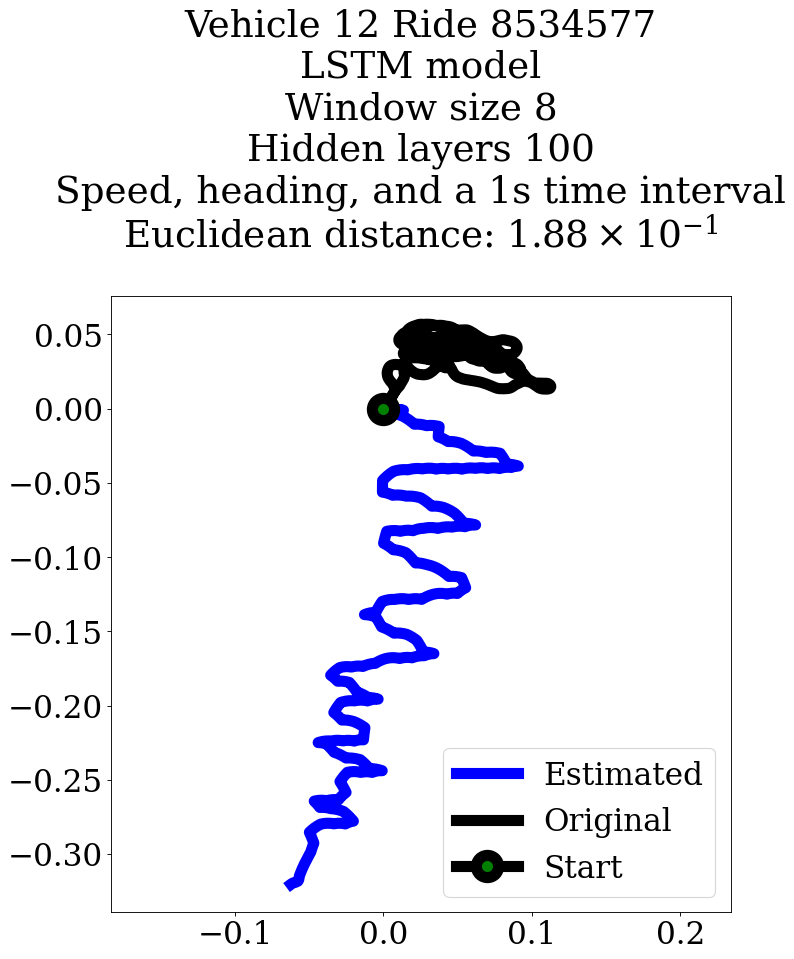 Vehicle 12 Ride 8534577
LSTM model
Window size 8
Hidden layers 100
Speed, heading, and a 1s time interval
Euclidean distance: 1.88 × 10⁻¹
0.05
0.00
−0.05
−0.10
−0.15
−0.20
−0.25
−0.30
Estimated
Original
Start
−0.1
0.0
0.1
0.2